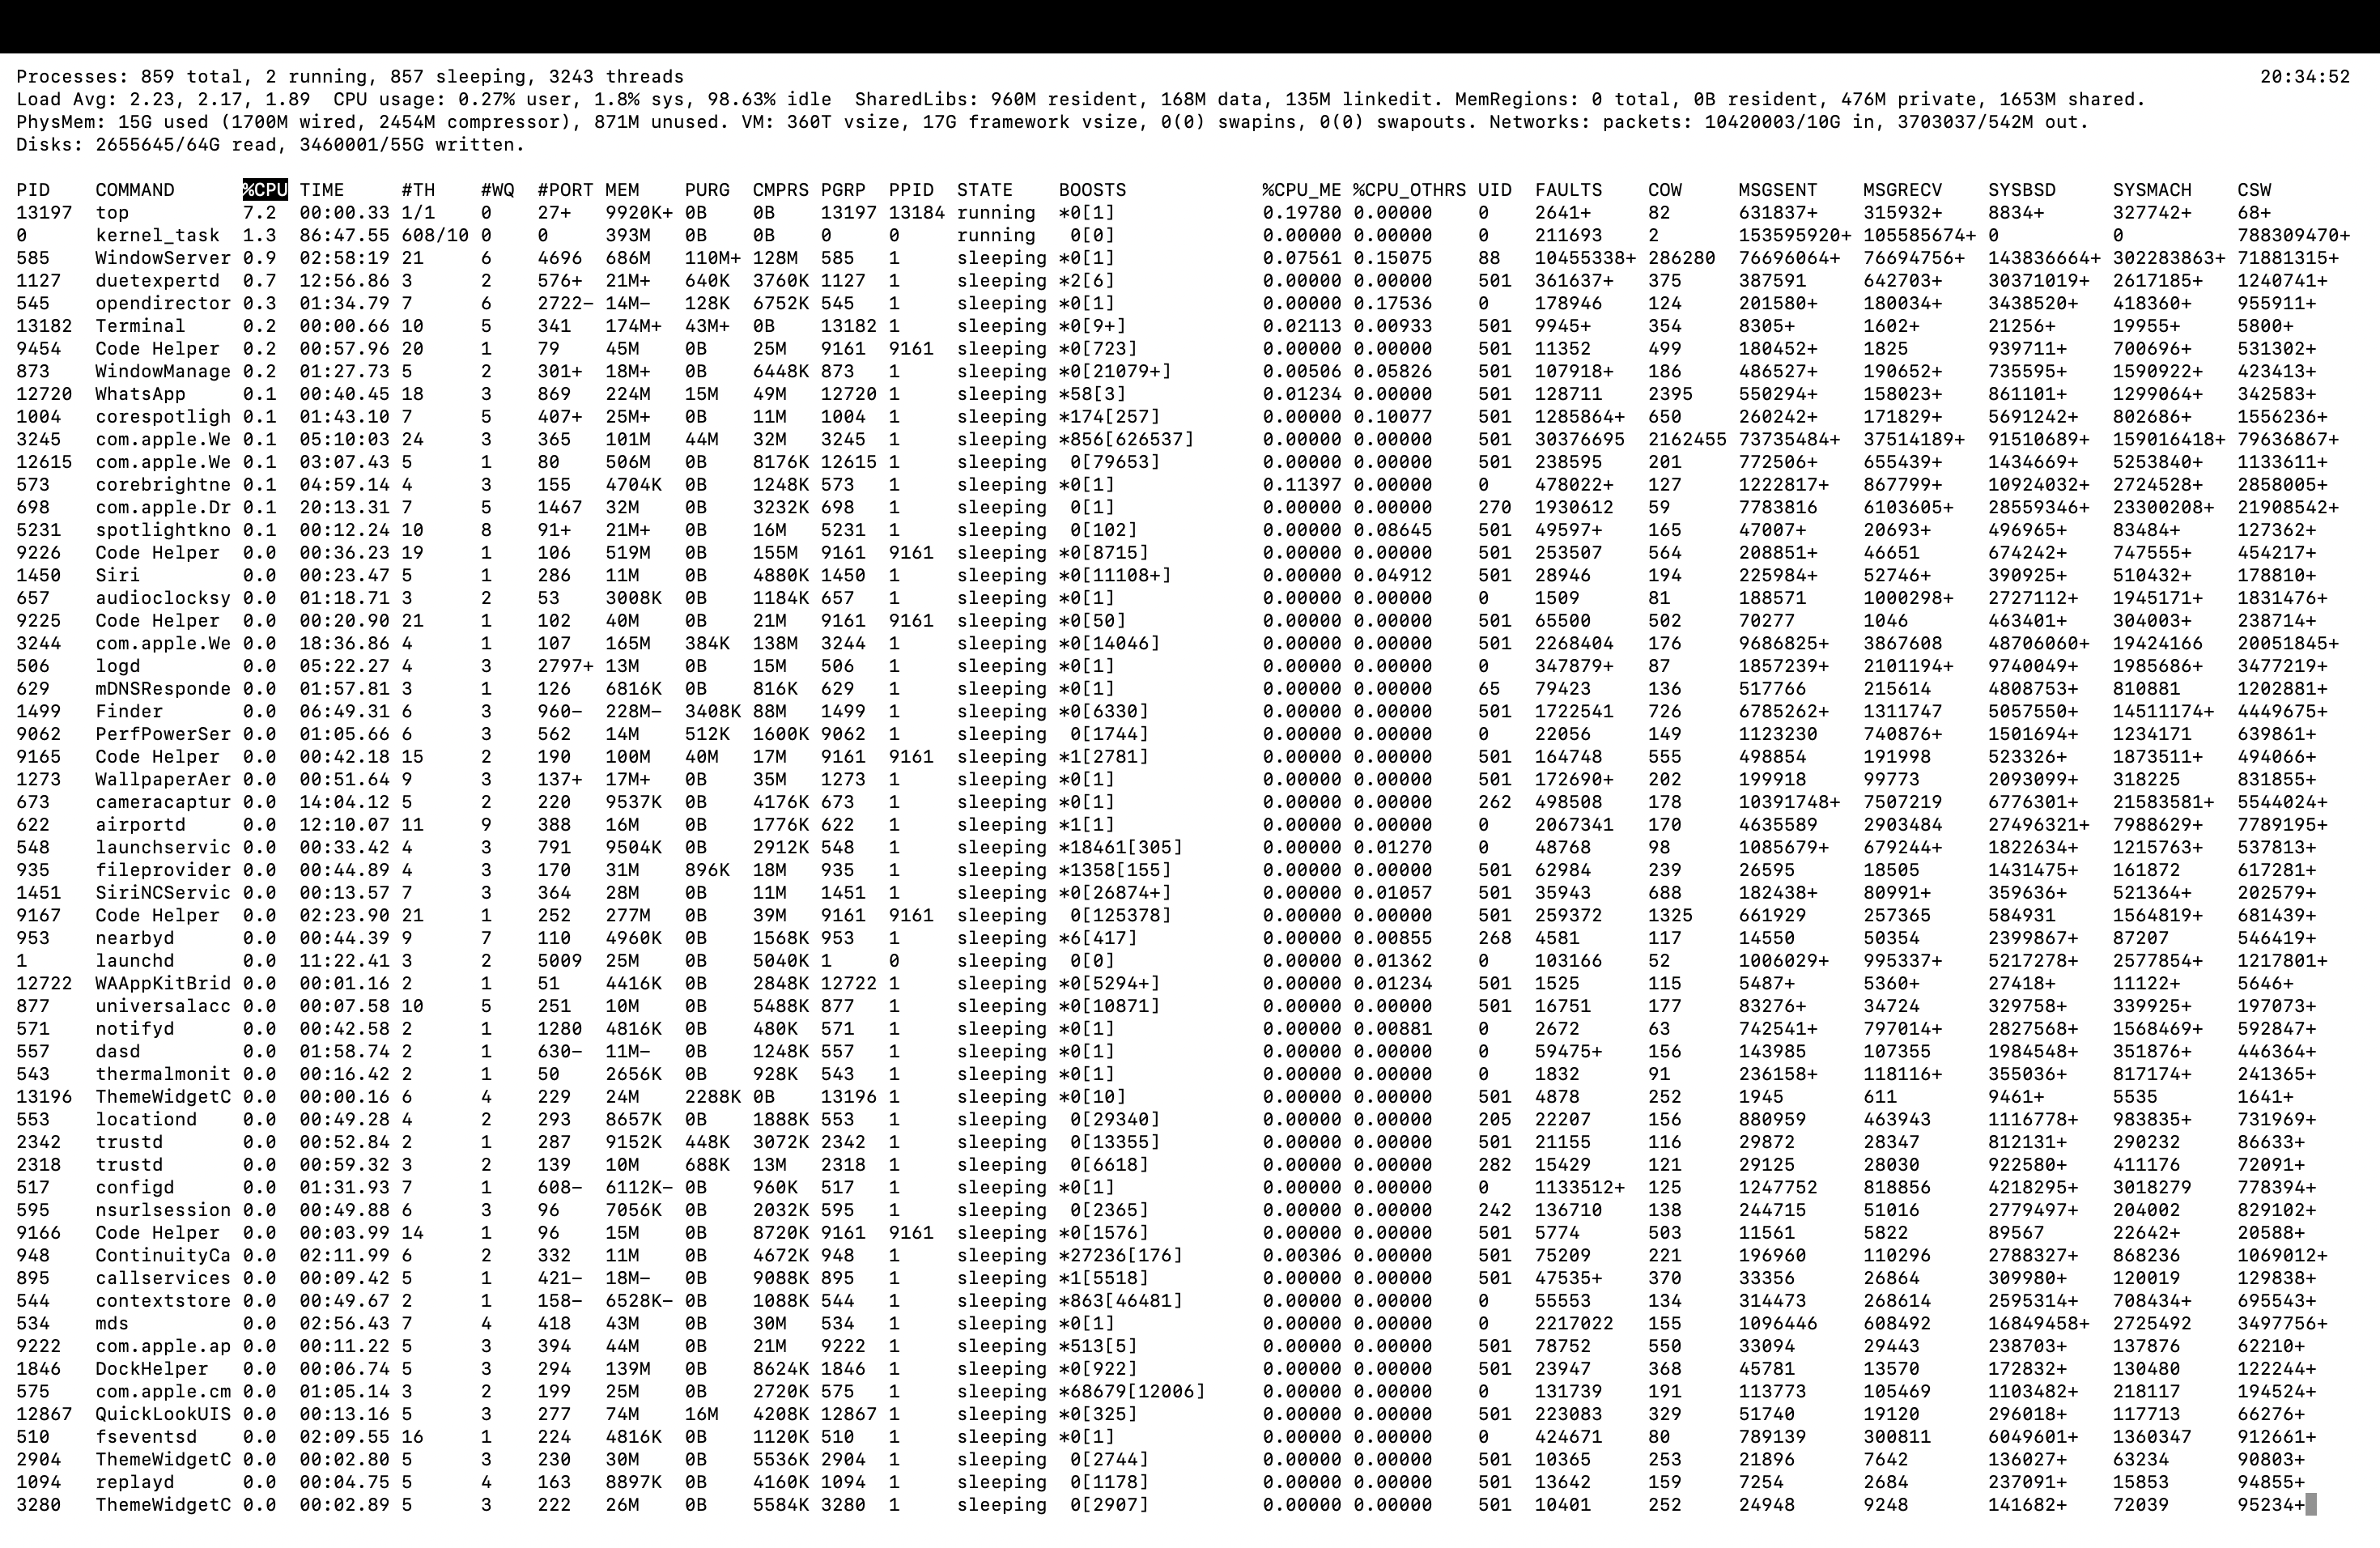 Processes: 859 total, 2 running, 857 sleeping, 3243 threads 20:34:52
Load Avg: 2.23, 2.17, 1.89  CPU usage: 0.27% user, 1.8% sys, 98.63% idle  SharedLibs: 960M resident, 168M data, 135M linkedit. MemRegions: 0 total, 0B resident, 476M private, 1653M shared.
PhysMem: 15G used (1700M wired, 2454M compressor), 871M unused. VM: 360T vsize, 17G framework vsize, 0(0) swapins, 0(0) swapouts. Networks: packets: 10420003/10G in, 3703037/542M out.
Disks: 2655645/64G read, 3460001/55G written.
PID COMMAND %CPU TIME #TH #WQ #PORT MEM PURG CMPRS PGRP PPID STATE BOOSTS %CPU_ME %CPU_OTHRS UID FAULTS COW MSGSENT MSGRECV SYSBSD SYSMACH CSW
13197 top 7.2 00:00.33 1/1 0 27+ 9920K+ 0B 0B 13197 13184 running *0[1] 0.19780 0.00000 0 2641+ 82 631837+ 315932+ 8834+ 327742+ 68+
0 kernel_task 1.3 86:47.55 608/10 0 0 393M 0B 0B 0 0 running 0[0] 0.00000 0.00000 0 211693 2 153595920+ 105585674+ 0 0 788309470+
585 WindowServer 0.9 02:58:19 21 6 4696 686M 110M+ 128M 585 1 sleeping *0[1] 0.07561 0.15075 88 10455338+ 286280 76696064+ 76694756+ 143836664+ 302283863+ 71881315+
1127 duetexpertd 0.7 12:56.86 3 2 576+ 21M+ 640K 3760K 1127 1 sleeping *2[6] 0.00000 0.00000 501 361637+ 375 387591 642703+ 30371019+ 2617185+ 1240741+
545 opendirector 0.3 01:34.79 7 6 2722- 14M- 128K 6752K 545 1 sleeping *0[1] 0.00000 0.17536 0 178946 124 201580+ 180034+ 3438520+ 418360+ 955911+
13182 Terminal 0.2 00:00.66 10 5 341 174M+ 43M+ 0B 13182 1 sleeping *0[9+] 0.02113 0.00933 501 9945+ 354 8305+ 1602+ 21256+ 19955+ 5800+
9454 Code Helper 0.2 00:57.96 20 1 79 45M 0B 25M 9161 9161 sleeping *0[723] 0.00000 0.00000 501 11352 499 180452+ 1825 939711+ 700696+ 531302+
873 WindowManage 0.2 01:27.73 5 2 301+ 18M+ 0B 6448K 873 1 sleeping *0[21079+] 0.00506 0.05826 501 107918+ 186 486527+ 190652+ 735595+ 1590922+ 423413+
12720 WhatsApp 0.1 00:40.45 18 3 869 224M 15M 49M 12720 1 sleeping *58[3] 0.01234 0.00000 501 128711 2395 550294+ 158023+ 861101+ 1299064+ 342583+
1004 corespotligh 0.1 01:43.10 7 5 407+ 25M+ 0B 11M 1004 1 sleeping *174[257] 0.00000 0.10077 501 1285864+ 650 260242+ 171829+ 5691242+ 802686+ 1556236+
3245 com.apple.We 0.1 05:10:03 24 3 365 101M 44M 32M 3245 1 sleeping *856[626537] 0.00000 0.00000 501 30376695 2162455 73735484+ 37514189+ 91510689+ 159016418+ 79636867+
12615 com.apple.We 0.1 03:07.43 5 1 80 506M 0B 8176K 12615 1 sleeping 0[79653] 0.00000 0.00000 501 238595 201 772506+ 655439+ 1434669+ 5253840+ 1133611+
573 corebrightne 0.1 04:59.14 4 3 155 4704K 0B 1248K 573 1 sleeping *0[1] 0.11397 0.00000 0 478022+ 127 1222817+ 867799+ 10924032+ 2724528+ 2858005+
698 com.apple.Dr 0.1 20:13.31 7 5 1467 32M 0B 3232K 698 1 sleeping 0[1] 0.00000 0.00000 270 1930612 59 7783816 6103605+ 28559346+ 23300208+ 21908542+
5231 spotlightkno 0.1 00:12.24 10 8 91+ 21M+ 0B 16M 5231 1 sleeping 0[102] 0.00000 0.08645 501 49597+ 165 47007+ 20693+ 496965+ 83484+ 127362+
9226 Code Helper 0.0 00:36.23 19 1 106 519M 0B 155M 9161 9161 sleeping *0[8715] 0.00000 0.00000 501 253507 564 208851+ 46651 674242+ 747555+ 454217+
1450 Siri 0.0 00:23.47 5 1 286 11M 0B 4880K 1450 1 sleeping *0[11108+] 0.00000 0.04912 501 28946 194 225984+ 52746+ 390925+ 510432+ 178810+
657 audioclocksy 0.0 01:18.71 3 2 53 3008K 0B 1184K 657 1 sleeping *0[1] 0.00000 0.00000 0 1509 81 188571 1000298+ 2727112+ 1945171+ 1831476+
9225 Code Helper 0.0 00:20.90 21 1 102 40M 0B 21M 9161 9161 sleeping *0[50] 0.00000 0.00000 501 65500 502 70277 1046 463401+ 304003+ 238714+
3244 com.apple.We 0.0 18:36.86 4 1 107 165M 384K 138M 3244 1 sleeping *0[14046] 0.00000 0.00000 501 2268404 176 9686825+ 3867608 48706060+ 19424166 20051845+
506 logd 0.0 05:22.27 4 3 2797+ 13M 0B 15M 506 1 sleeping *0[1] 0.00000 0.00000 0 347879+ 87 1857239+ 2101194+ 9740049+ 1985686+ 3477219+
629 mDNSResponde 0.0 01:57.81 3 1 126 6816K 0B 816K 629 1 sleeping *0[1] 0.00000 0.00000 65 79423 136 517766 215614 4808753+ 810881 1202881+
1499 Finder 0.0 06:49.31 6 3 960- 228M- 3408K 88M 1499 1 sleeping *0[6330] 0.00000 0.00000 501 1722541 726 6785262+ 1311747 5057550+ 14511174+ 4449675+
9062 PerfPowerSer 0.0 01:05.66 6 3 562 14M 512K 1600K 9062 1 sleeping 0[1744] 0.00000 0.00000 0 22056 149 1123230 740876+ 1501694+ 1234171 639861+
9165 Code Helper 0.0 00:42.18 15 2 190 100M 40M 17M 9161 9161 sleeping *1[2781] 0.00000 0.00000 501 164748 555 498854 191998 523326+ 1873511+ 494066+
1273 WallpaperAer 0.0 00:51.64 9 3 137+ 17M+ 0B 35M 1273 1 sleeping *0[1] 0.00000 0.00000 501 172690+ 202 199918 99773 2093099+ 318225 831855+
673 cameracaptur 0.0 14:04.12 5 2 220 9537K 0B 4176K 673 1 sleeping *0[1] 0.00000 0.00000 262 498508 178 10391748+ 7507219 6776301+ 21583581+ 5544024+
622 airportd 0.0 12:10.07 11 9 388 16M 0B 1776K 622 1 sleeping *1[1] 0.00000 0.00000 0 2067341 170 4635589 2903484 27496321+ 7988629+ 7789195+
548 launchservic 0.0 00:33.42 4 3 791 9504K 0B 2912K 548 1 sleeping *18461[305] 0.00000 0.01270 0 48768 98 1085679+ 679244+ 1822634+ 1215763+ 537813+
935 fileprovider 0.0 00:44.89 4 3 170 31M 896K 18M 935 1 sleeping *1358[155] 0.00000 0.00000 501 62984 239 26595 18505 1431475+ 161872 617281+
1451 SiriNCServic 0.0 00:13.57 7 3 364 28M 0B 11M 1451 1 sleeping *0[26874+] 0.00000 0.01057 501 35943 688 182438+ 80991+ 359636+ 521364+ 202579+
9167 Code Helper 0.0 02:23.90 21 1 252 277M 0B 39M 9161 9161 sleeping 0[125378] 0.00000 0.00000 501 259372 1325 661929 257365 584931 1564819+ 681439+
953 nearbyd 0.0 00:44.39 9 7 110 4960K 0B 1568K 953 1 sleeping *6[417] 0.00000 0.00855 268 4581 117 14550 50354 2399867+ 87207 546419+
1 launchd 0.0 11:22.41 3 2 5009 25M 0B 5040K 1 0 sleeping 0[0] 0.00000 0.01362 0 103166 52 1006029+ 995337+ 5217278+ 2577854+ 1217801+
12722 WAAppKitBrid 0.0 00:01.16 2 1 51 4416K 0B 2848K 12722 1 sleeping *0[5294+] 0.00000 0.01234 501 1525 115 5487+ 5360+ 27418+ 11122+ 5646+
877 universalacc 0.0 00:07.58 10 5 251 10M 0B 5488K 877 1 sleeping *0[10871] 0.00000 0.00000 501 16751 177 83276+ 34724 329758+ 339925+ 197073+
571 notifyd 0.0 00:42.58 2 1 1280 4816K 0B 480K 571 1 sleeping *0[1] 0.00000 0.00881 0 2672 63 742541+ 797014+ 2827568+ 1568469+ 592847+
557 dasd 0.0 01:58.74 2 1 630- 11M- 0B 1248K 557 1 sleeping *0[1] 0.00000 0.00000 0 59475+ 156 143985 107355 1984548+ 351876+ 446364+
543 thermalmonit 0.0 00:16.42 2 1 50 2656K 0B 928K 543 1 sleeping *0[1] 0.00000 0.00000 0 1832 91 236158+ 118116+ 355036+ 817174+ 241365+
13196 ThemeWidgetC 0.0 00:00.16 6 4 229 24M 2288K 0B 13196 1 sleeping *0[10] 0.00000 0.00000 501 4878 252 1945 611 9461+ 5535 1641+
553 locationd 0.0 00:49.28 4 2 293 8657K 0B 1888K 553 1 sleeping 0[29340] 0.00000 0.00000 205 22207 156 880959 463943 1116778+ 983835+ 731969+
2342 trustd 0.0 00:52.84 2 1 287 9152K 448K 3072K 2342 1 sleeping 0[13355] 0.00000 0.00000 501 21155 116 29872 28347 812131+ 290232 86633+
2318 trustd 0.0 00:59.32 3 2 139 10M 688K 13M 2318 1 sleeping 0[6618] 0.00000 0.00000 282 15429 121 29125 28030 922580+ 411176 72091+
517 configd 0.0 01:31.93 7 1 608- 6112K- 0B 960K 517 1 sleeping *0[1] 0.00000 0.00000 0 1133512+ 125 1247752 818856 4218295+ 3018279 778394+
595 nsurlsession 0.0 00:49.88 6 3 96 7056K 0B 2032K 595 1 sleeping 0[2365] 0.00000 0.00000 242 136710 138 244715 51016 2779497+ 204002 829102+
9166 Code Helper 0.0 00:03.99 14 1 96 15M 0B 8720K 9161 9161 sleeping *0[1576] 0.00000 0.00000 501 5774 503 11561 5822 89567 22642+ 20588+
948 ContinuityCa 0.0 02:11.99 6 2 332 11M 0B 4672K 948 1 sleeping *27236[176] 0.00306 0.00000 501 75209 221 196960 110296 2788327+ 868236 1069012+
895 callservices 0.0 00:09.42 5 1 421- 18M- 0B 9088K 895 1 sleeping *1[5518] 0.00000 0.00000 501 47535+ 370 33356 26864 309980+ 120019 129838+
544 contextstore 0.0 00:49.67 2 1 158- 6528K- 0B 1088K 544 1 sleeping *863[46481] 0.00000 0.00000 0 55553 134 314473 268614 2595314+ 708434+ 695543+
534 mds 0.0 02:56.43 7 4 418 43M 0B 30M 534 1 sleeping *0[1] 0.00000 0.00000 0 2217022 155 1096446 608492 16849458+ 2725492 3497756+
9222 com.apple.ap 0.0 00:11.22 5 3 394 44M 0B 21M 9222 1 sleeping *513[5] 0.00000 0.00000 501 78752 550 33094 29443 238703+ 137876 62210+
1846 DockHelper 0.0 00:06.74 5 3 294 139M 0B 8624K 1846 1 sleeping *0[922] 0.00000 0.00000 501 23947 368 45781 13570 172832+ 130480 122244+
575 com.apple.cm 0.0 01:05.14 3 2 199 25M 0B 2720K 575 1 sleeping *68679[12006] 0.00000 0.00000 0 131739 191 113773 105469 1103482+ 218117 194524+
12867 QuickLookUIS 0.0 00:13.16 5 3 277 74M 16M 4208K 12867 1 sleeping *0[325] 0.00000 0.00000 501 223083 329 51740 19120 296018+ 117713 66276+
510 fseventsd 0.0 02:09.55 16 1 224 4816K 0B 1120K 510 1 sleeping *0[1] 0.00000 0.00000 0 424671 80 789139 300811 6049601+ 1360347 912661+
2904 ThemeWidgetC 0.0 00:02.80 5 3 230 30M 0B 5536K 2904 1 sleeping 0[2744] 0.00000 0.00000 501 10365 253 21896 7642 136027+ 63234 90803+
1094 replayd 0.0 00:04.75 5 4 163 8897K 0B 4160K 1094 1 sleeping 0[1178] 0.00000 0.00000 501 13642 159 7254 2684 237091+ 15853 94855+
3280 ThemeWidgetC 0.0 00:02.89 5 3 222 26M 0B 5584K 3280 1 sleeping 0[2907] 0.00000 0.00000 501 10401 252 24948 9248 141682+ 72039 95234+